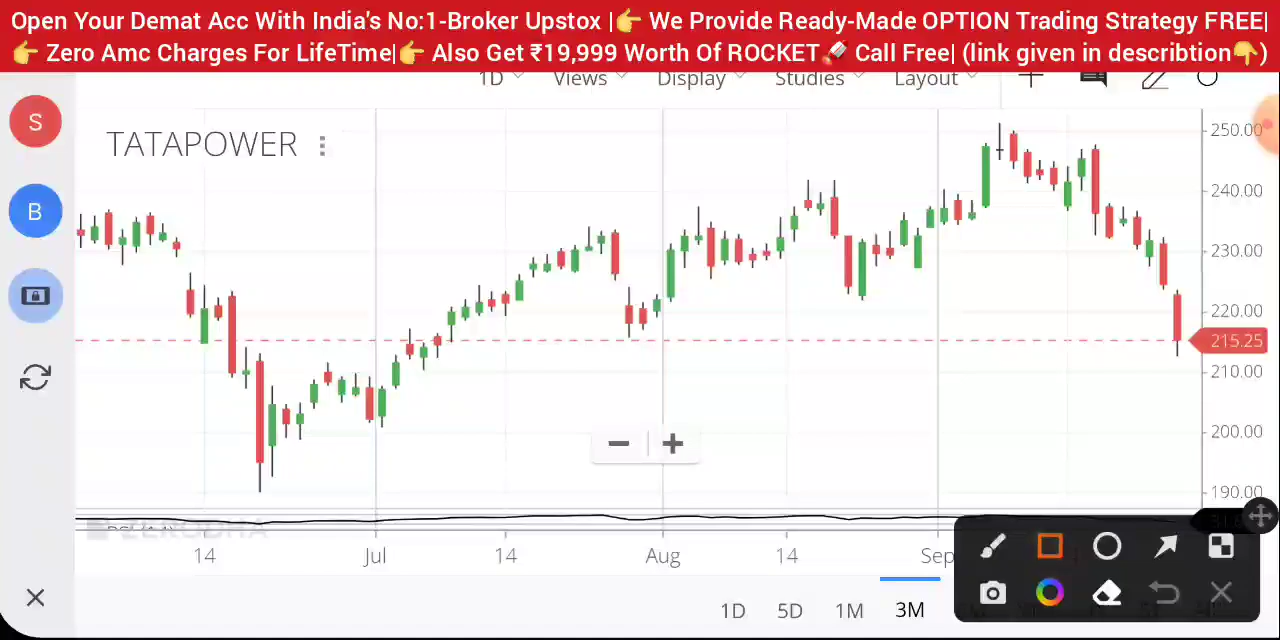 Open Your Demat Acc With India's No:1-Broker Upstox |👉 We Provide Ready-Made OPTION Trading Strategy FREE|
👉 Zero Amc Charges For LifeTime|👉 Also Get ₹19,999 Worth Of ROCKET🚀 Call Free| (link given in describtion👇)
1D Views Display Studies Layout
S
TATAPOWER
250.00
240.00
B
230.00
220.00
215.25
210.00
200.00
190.00
ZERODHA
14 Jul 14 Aug 14 Sep
1D 5D 1M 3M